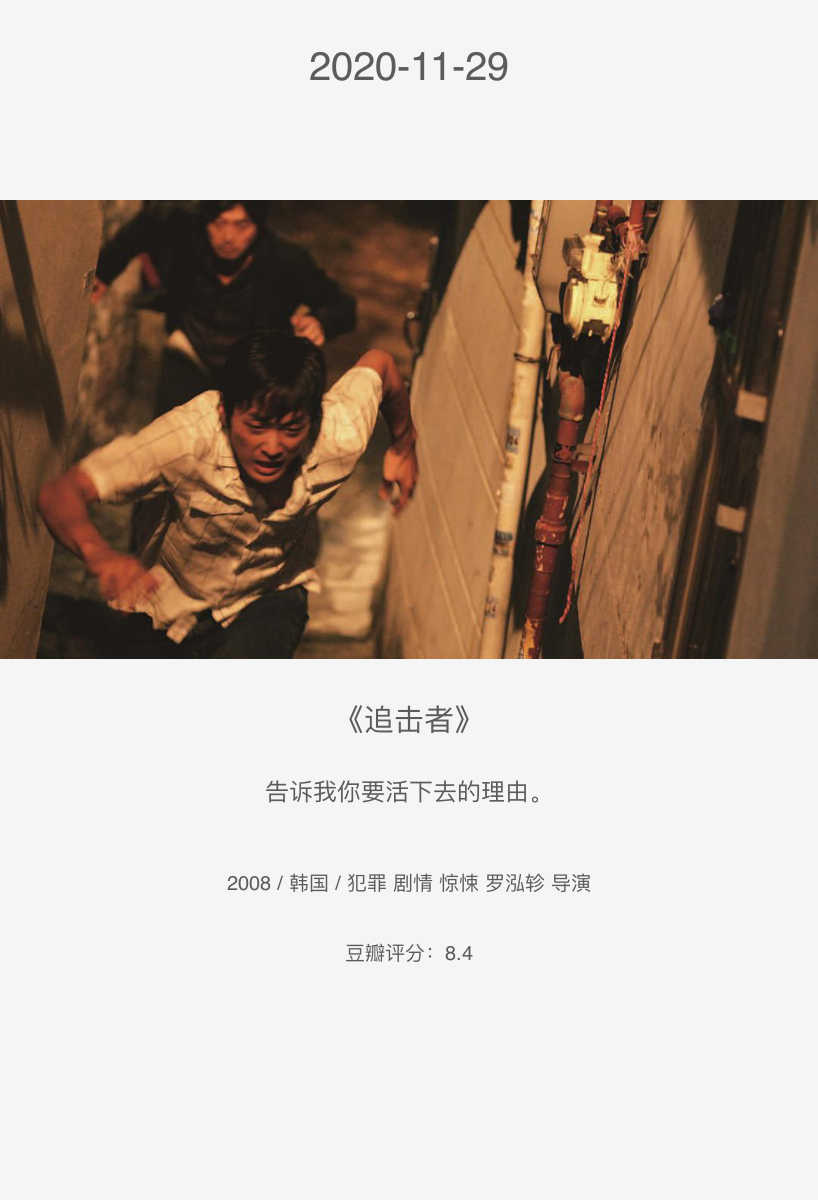 2020-11-29
《追击者》
告诉我你要活下去的理由。
2008 / 韩国 / 犯罪 剧情 惊悚 罗泓轸 导演
豆瓣评分：8.4